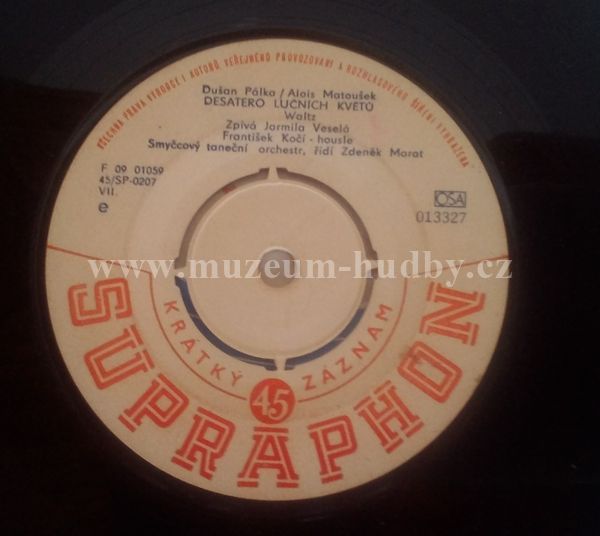 VŠECHNA PRÁVA VÝROBCE I AUTORŮ VEŘEJNÉHO PROVOZOVÁNÍ A ROZHLASOVÉHO ŠÍŘENÍ VYHRAŽENA
Dušan Pálka / Alois Matoušek
DESATERO LUČNÍCH KVĚTŮ
Waltz
Zpívá Jarmila Veselá
František Kočí - housle
Smyčcový taneční orchestr, řídí Zdeněk Marat
F 09 01059
45/SP-0207
VII.
e
OSA
013327
www.muzeum-hudby.cz
KRÁTKÝ 45 ZÁZNAM
SUPRAPHON